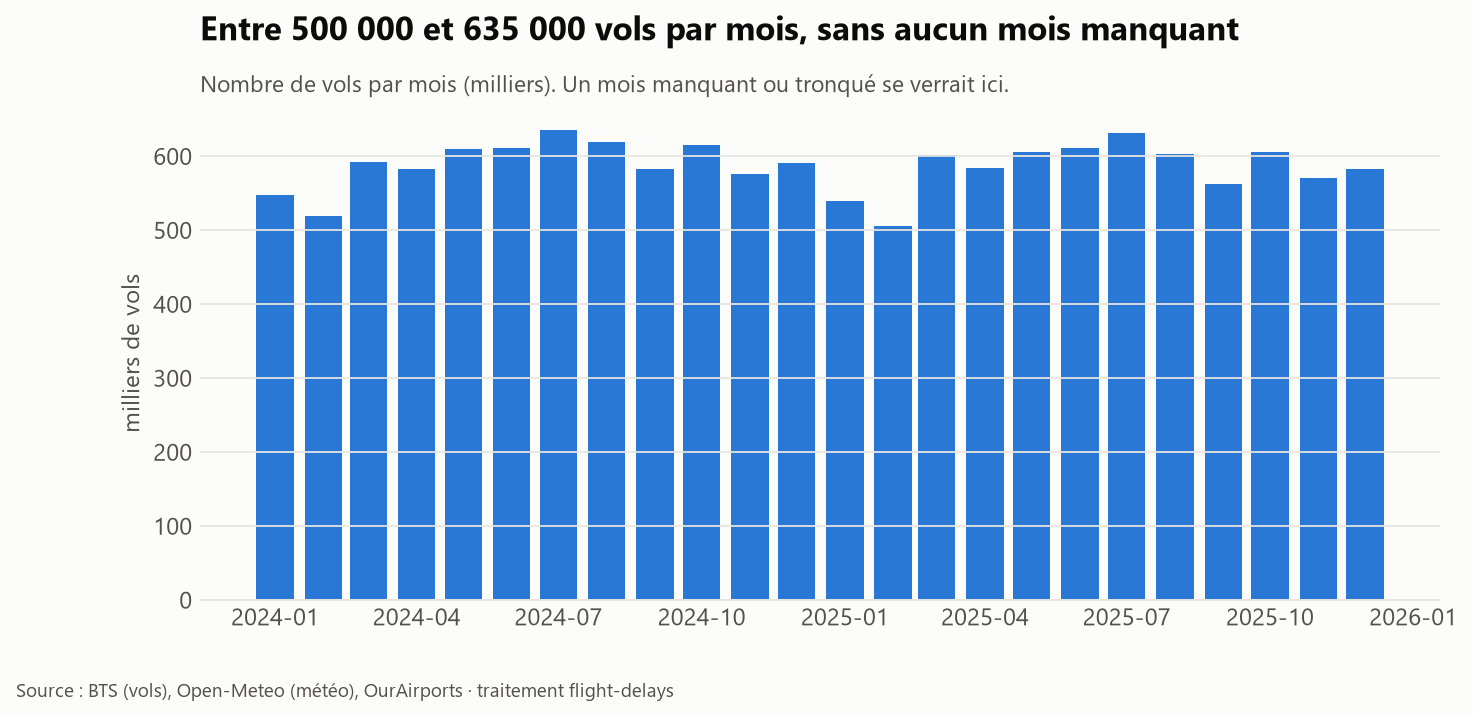 Entre 500 000 et 635 000 vols par mois, sans aucun mois manquant
Nombre de vols par mois (milliers). Un mois manquant ou tronqué se verrait ici.
milliers de vols
600
500
400
300
200
100
0
2024-01 2024-04 2024-07 2024-10 2025-01 2025-04 2025-07 2025-10 2026-01
Source : BTS (vols), Open-Meteo (météo), OurAirports · traitement flight-delays